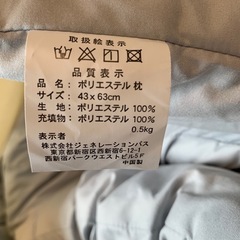 取扱絵表示
品質表示
品名: ポリエステル 枕
サイズ: 43×63cm
生地: ポリエステル 100%
充填物: ポリエステル 100%
0.5kg
表示者:
株式会社ジェネレーションパス
東京都新宿区西新宿6-12-1
西新宿パークウエストビル5F
中国製